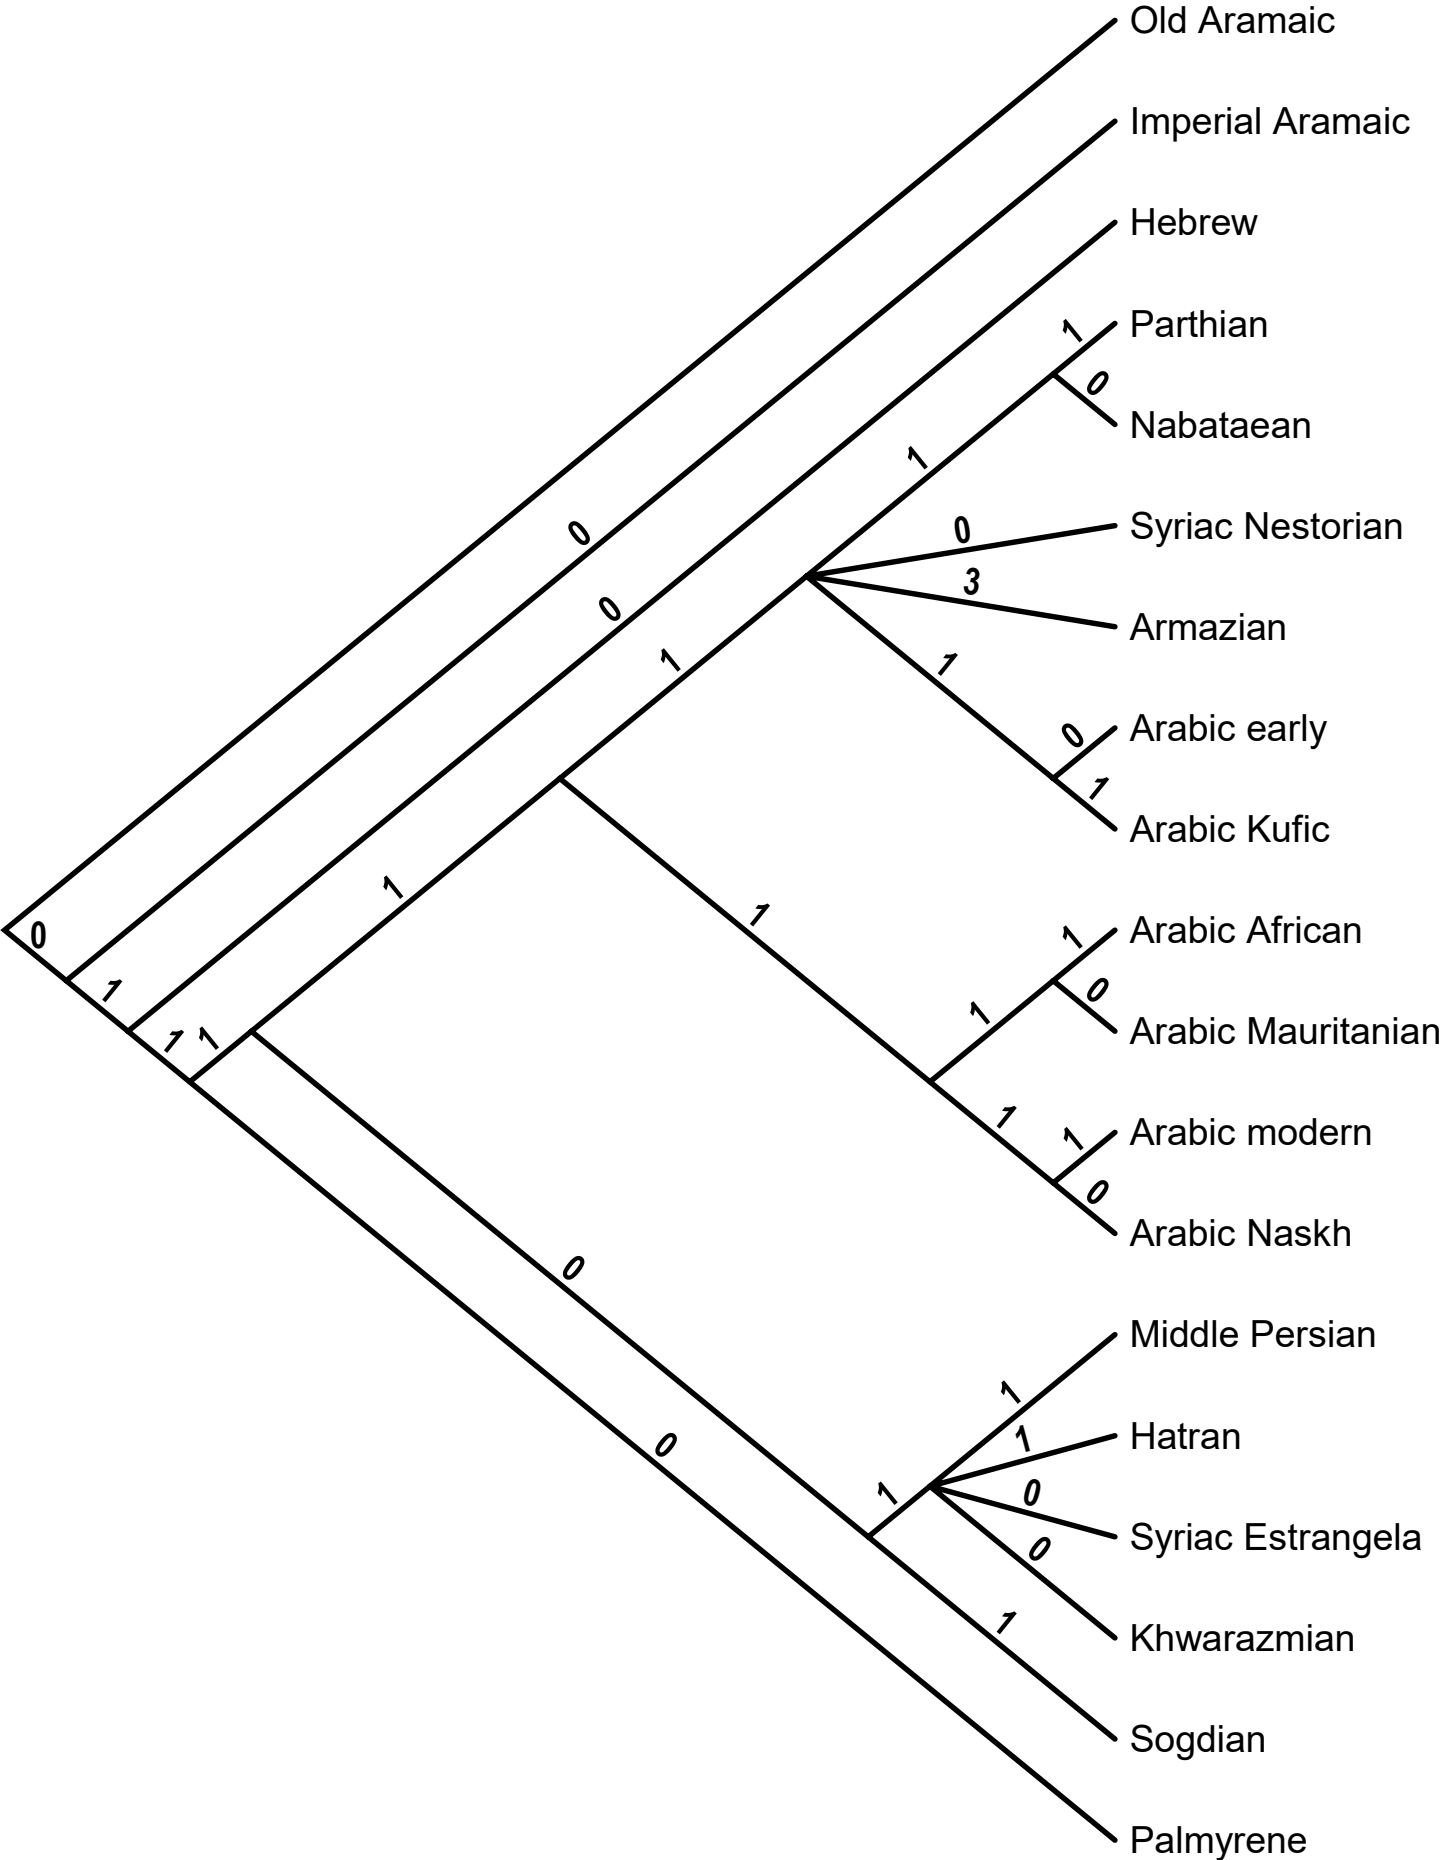 Old Aramaic
Imperial Aramaic
Hebrew
1 Parthian
0
Nabataean
1
0 Syriac Nestorian
0
3
0
Armazian
1
1
0 Arabic early
1
Arabic Kufic
1
1
0
1 Arabic African
1
0
1
Arabic Mauritanian
1
1
1
1
Arabic modern
0
Arabic Naskh
0
Middle Persian
1
1 Hatran
0
1
0
Syriac Estrangela
0
1
Khwarazmian
Sogdian
Palmyrene